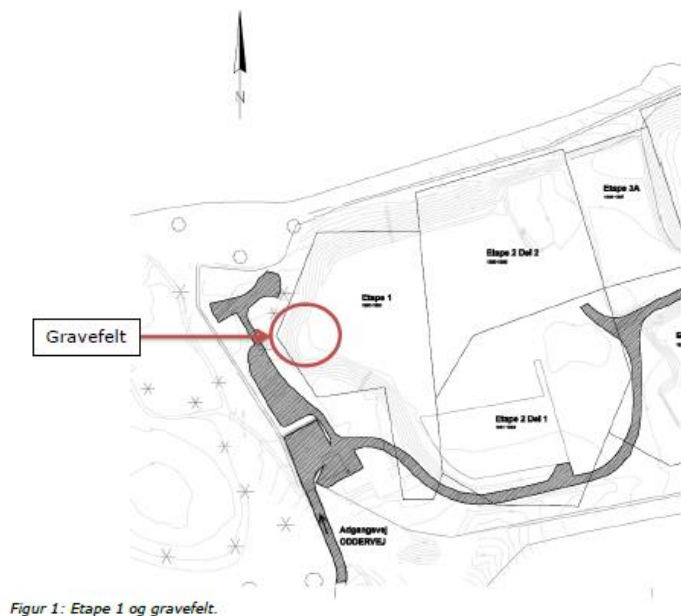 N
Etape 3A
Etape 2 Del 2
Etape 1
Gravefelt
Etape 2 Del 1
Adgangsvej
ODDERVEJ
Figur 1: Etape 1 og gravefelt.